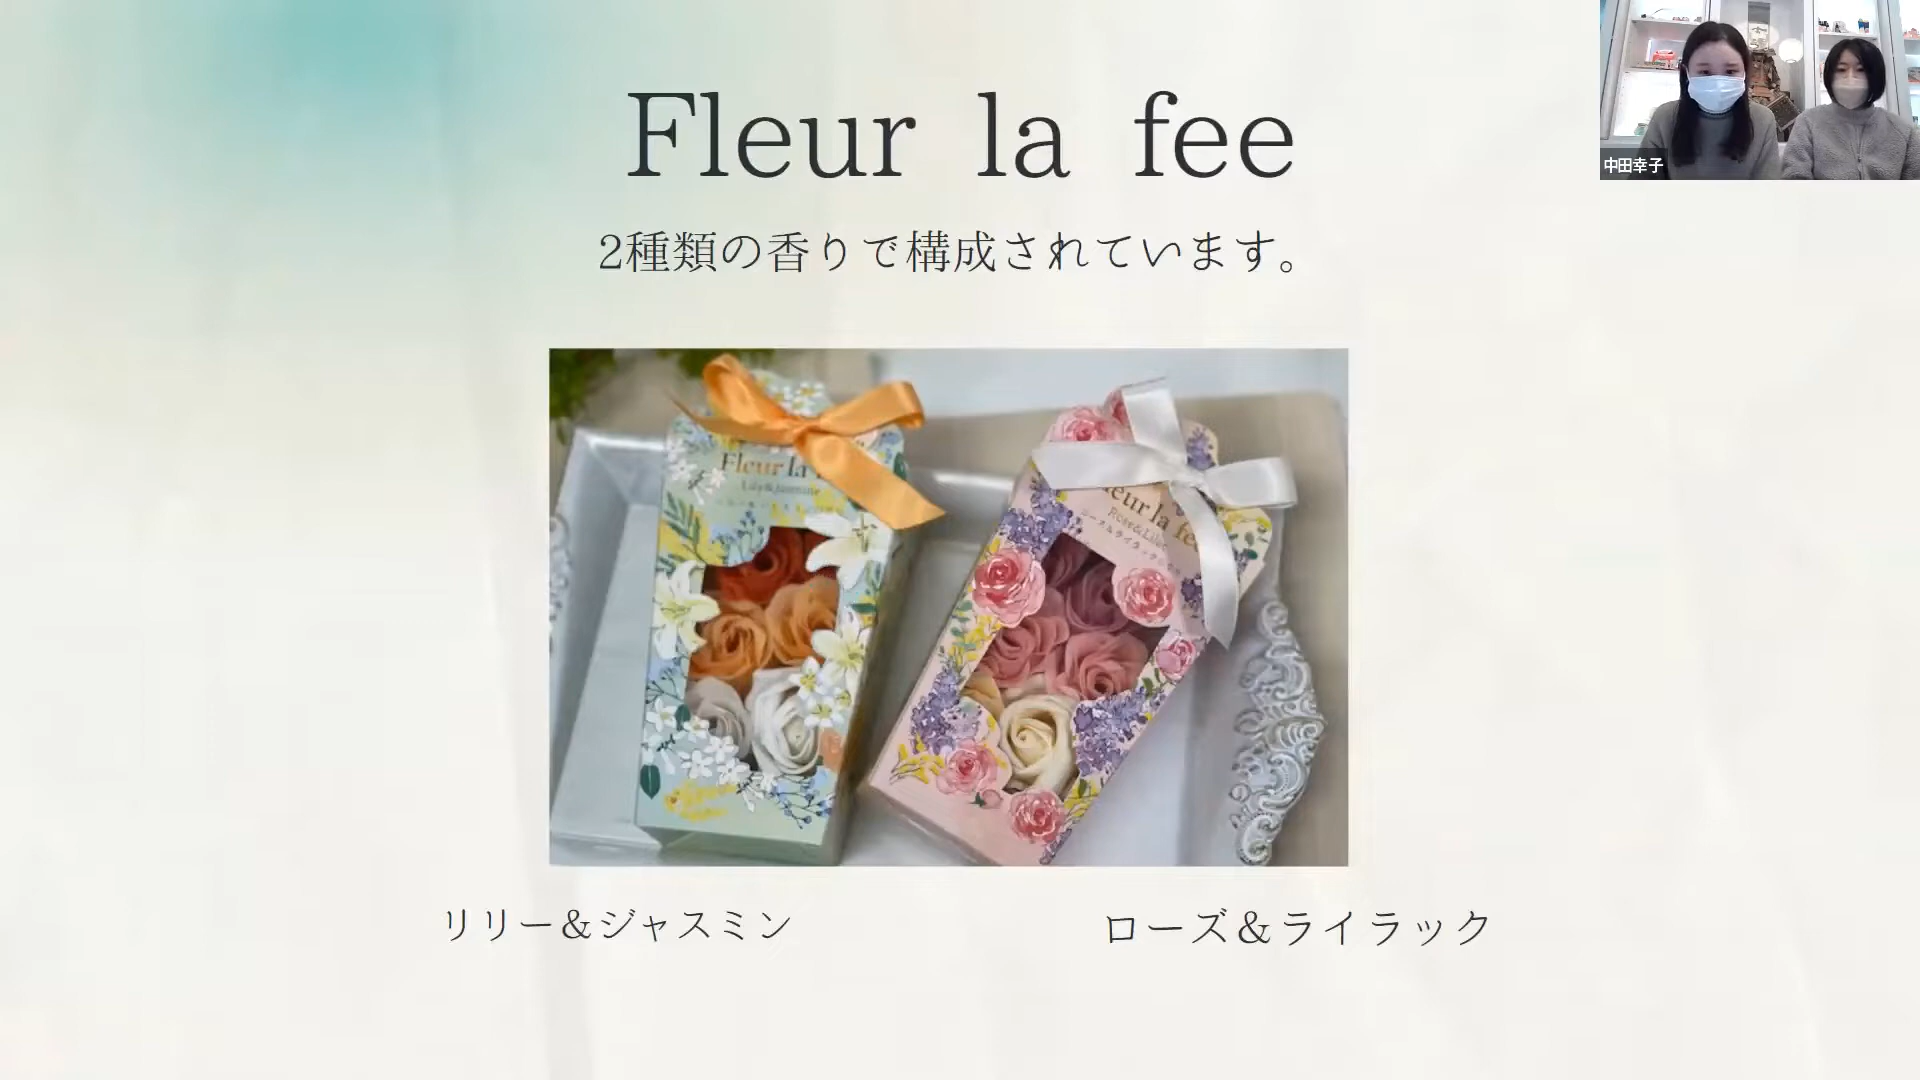 Fleur la fee
2種類の香りで構成されています。
中田幸子
Fleur la
Lily & Jasmine
Fleur la fee
Rose & Lilac
リリー＆ジャスミン
ローズ＆ライラック